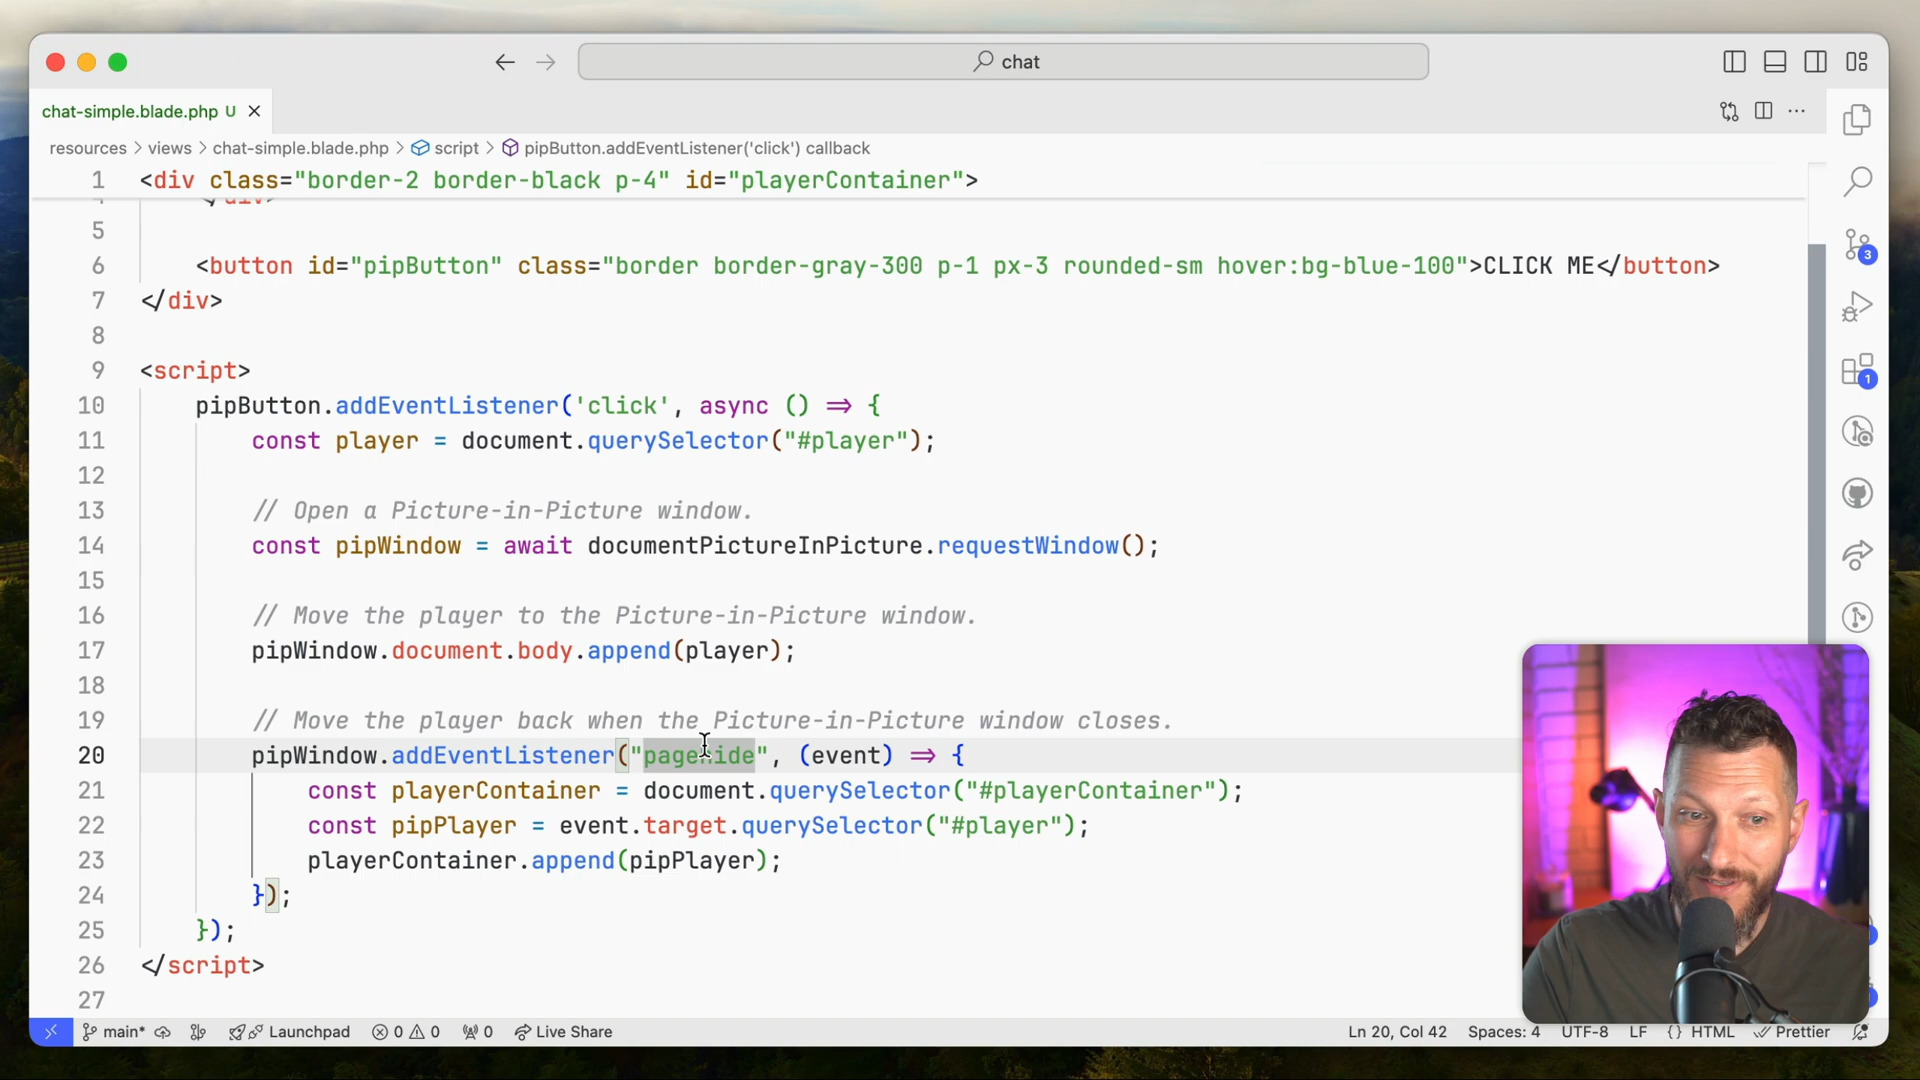 chat
chat-simple.blade.php U
resources > views > chat-simple.blade.php > script > pipButton.addEventListener('click') callback
1 <div class="border-2 border-black p-4" id="playerContainer">
4 </div>
5
6 <button id="pipButton" class="border border-gray-300 p-1 px-3 rounded-sm hover:bg-blue-100">CLICK ME</button>
7 </div>
8
9 <script>
10 pipButton.addEventListener('click', async () => {
11 const player = document.querySelector("#player");
12
13 // Open a Picture-in-Picture window.
14 const pipWindow = await documentPictureInPicture.requestWindow();
15
16 // Move the player to the Picture-in-Picture window.
17 pipWindow.document.body.append(player);
18
19 // Move the player back when the Picture-in-Picture window closes.
20 pipWindow.addEventListener("pagehide", (event) => {
21 const playerContainer = document.querySelector("#playerContainer");
22 const pipPlayer = event.target.querySelector("#player");
23 playerContainer.append(pipPlayer);
24 });
25 });
26 </script>
27
3
1
main* Launchpad 0 0 0 Live Share Ln 20, Col 42 Spaces: 4 UTF-8 LF {} HTML Prettier